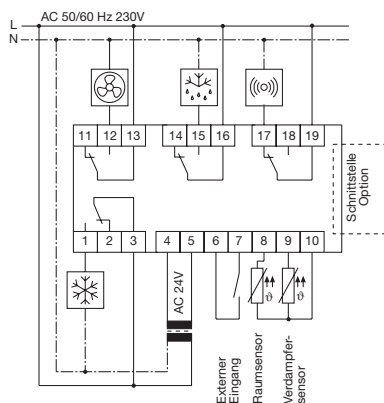 AC 50/60 Hz 230V
L
N
11 12 13 14 15 16 17 18 19
Schnittstelle
Option
1 2 3 4 5 6 7 8 9 10
AC 24V
ϑ ϑ
Externer
Eingang
Raumsensor
Verdampfer-
sensor